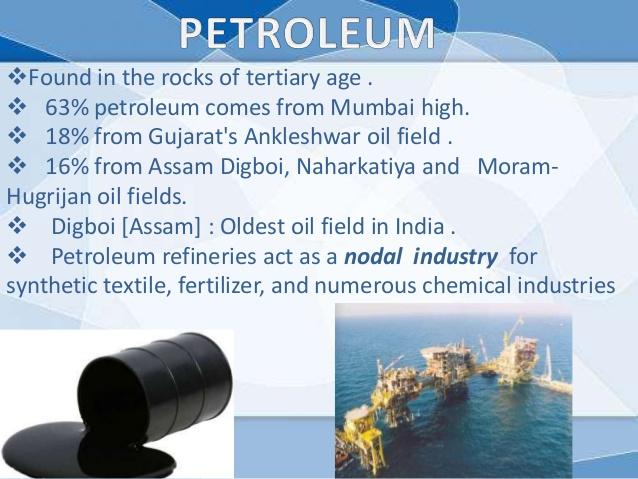 PETROLEUM
❖Found in the rocks of tertiary age .
❖ 63% petroleum comes from Mumbai high.
❖ 18% from Gujarat's Ankleshwar oil field .
❖ 16% from Assam Digboi, Naharkatiya and Moram-
Hugrijan oil fields.
❖ Digboi [Assam] : Oldest oil field in India .
❖ Petroleum refineries act as a nodal industry for
synthetic textile, fertilizer, and numerous chemical industries